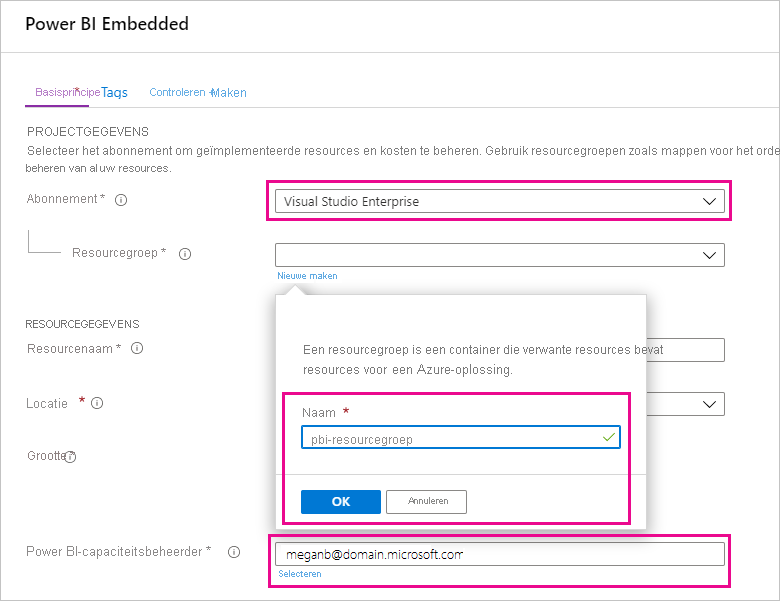 Power BI Embedded
Basisprincipe* Tags Controleren + Maken
PROJECTGEGEVENS
Selecteer het abonnement om geïmplementeerde resources en kosten te beheren. Gebruik resourcegroepen zoals mappen voor het orde
beheren van al uw resources.
Abonnement *
Visual Studio Enterprise
Resourcegroep *
Nieuwe maken
RESOURCEGEGEVENS
Resourcenaam *
Een resourcegroep is een container die verwante resources bevat
resources voor een Azure-oplossing.
Locatie *
Naam *
pbi-resourcegroep
Grootte*
OK Annuleren
Power BI-capaciteitsbeheerder *
meganb@domain.microsoft.com
Selecteren